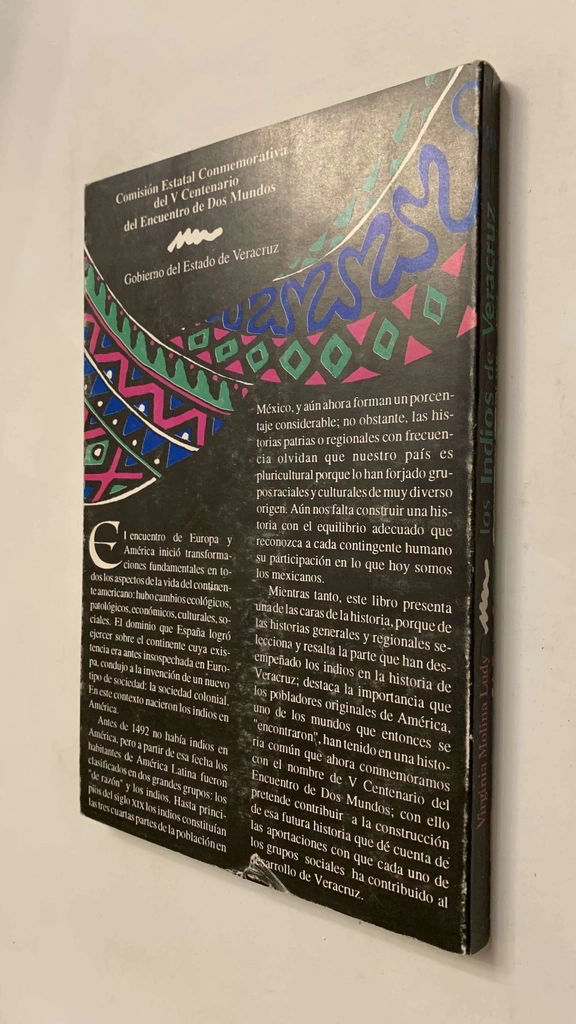 Comisión Estatal Conmemorativa
del V Centenario
del Encuentro de Dos Mundos
Gobierno del Estado de Veracruz
El encuentro de Europa y
América inició transforma-
ciones fundamentales en to-
dos los aspectos de la vida del continen-
te americano: hubo cambios ecológicos,
patológicos, económicos, culturales, so-
ciales. El dominio que España logró
ejercer sobre el continente cuya exis-
tencia era antes insospechada en Euro-
pa, condujo a la invención de un nuevo
tipo de sociedad: la sociedad colonial.
En este contexto nacieron los indios en
América.
Antes de 1492 no había indios en
América, pero a partir de esa fecha los
habitantes de América Latina fueron
clasificados en dos grandes grupos: los
"de razón" y los indios. Hasta princi-
pios del siglo XIX los indios constituían
las tres cuartas partes de la población en
México, y aún ahora forman un porcen-
taje considerable; no obstante, las his-
torias patrias o regionales con frecuen-
cia olvidan que nuestro país es
pluricultural porque lo han forjado gru-
pos raciales y culturales de muy diverso
origen. Aún nos falta construir una his-
toria con el equilibrio adecuado que
reconozca a cada contingente humano
su participación en lo que hoy somos
los mexicanos.
Mientras tanto, este libro presenta
una de las caras de la historia, porque de
las historias generales y regionales se-
lecciona y resalta la parte que han des-
empeñado los indios en la historia de
Veracruz; destaca la importancia que
los pobladores originales de América,
uno de los mundos que entonces se
"encontraron", han tenido en una histo-
ria común que ahora conmemoramos
con el nombre de V Centenario del
Encuentro de Dos Mundos; con ello
pretende contribuir a la construcción
de esa futura historia que dé cuenta de
las aportaciones con que cada uno de
los grupos sociales ha contribuido al
desarrollo de Veracruz.
Virginia Molina Ludy los Indios de Veracruz